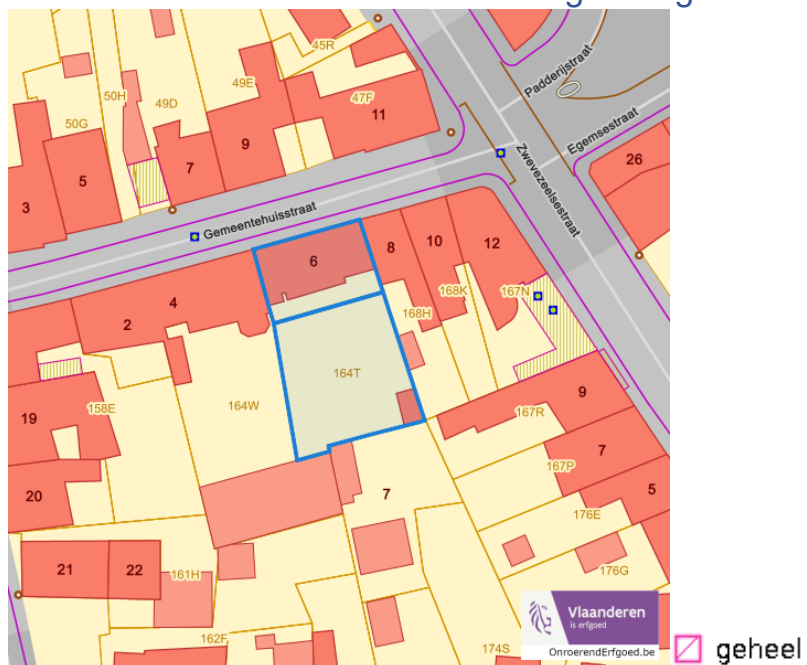 45R
50H
49D
49E
47F
50G
11
9
7
5
3
Padderijstraat
Egemsestraat
Zwevezeelsestraat
26
Gemeentehuisstraat
6
8
10
12
4
2
168K
167N
168H
164T
164W
158E
19
9
167R
7
167P
5
20
7
176E
21
22
161H
176G
162F
174S
Vlaanderen
is erfgoed
OnroerendErfgoed.be
geheel